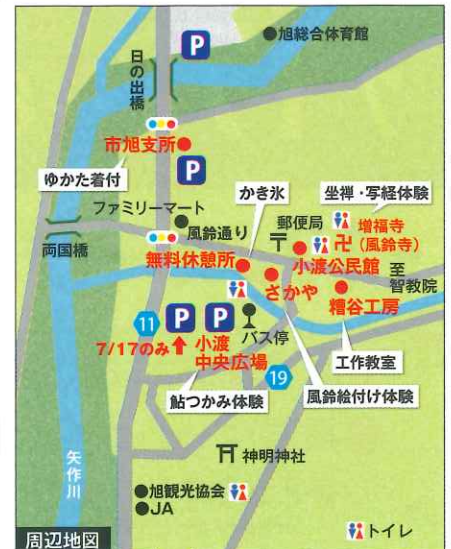 P
旭総合体育館
日の出橋
市旭支所
P
ゆかた着付
かき氷
坐禅・写経体験
ファミリーマート
風鈴通り
郵便局
増福寺
(風鈴寺)
両国橋
無料休憩所
小渡公民館
至
智教院
さかや
糟谷工房
11
P
P
小渡
中央広場
バス停
7/17のみ
工作教室
19
鮎つかみ体験
風鈴絵付け体験
神明神社
矢作川
旭観光協会
JA
周辺地図
トイレ